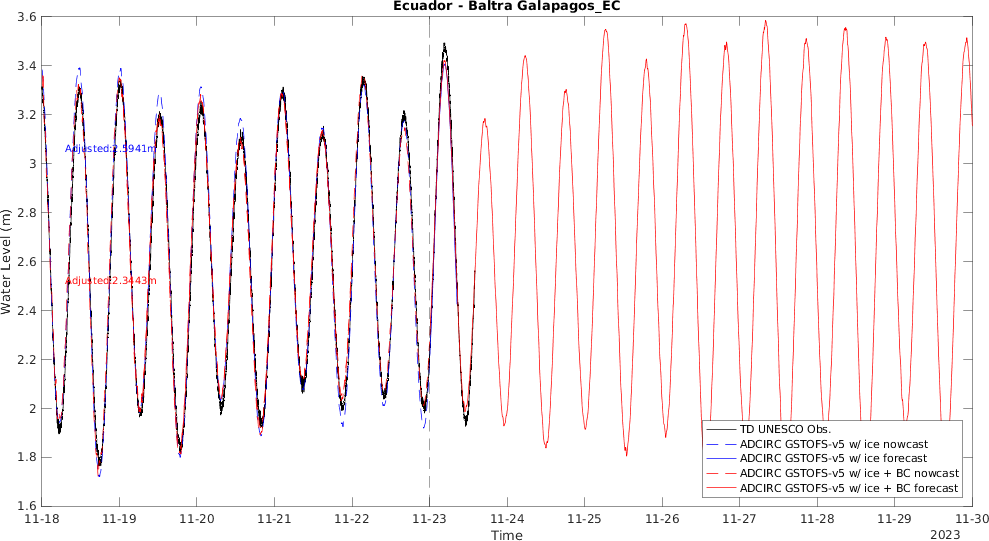 Ecuador - Baltra Galapagos_EC
3.6
3.4
3.2
3
2.8
2.6
2.4
2.2
2
1.8
1.6
Water Level (m)
Adjusted:2.5941m
Adjusted:2.3443m
TD UNESCO Obs.
ADCIRC GSTOFS-v5 w/ ice nowcast
ADCIRC GSTOFS-v5 w/ ice forecast
ADCIRC GSTOFS-v5 w/ ice + BC nowcast
ADCIRC GSTOFS-v5 w/ ice + BC forecast
11-18 11-19 11-20 11-21 11-22 11-23 11-24 11-25 11-26 11-27 11-28 11-29 11-30
Time
2023